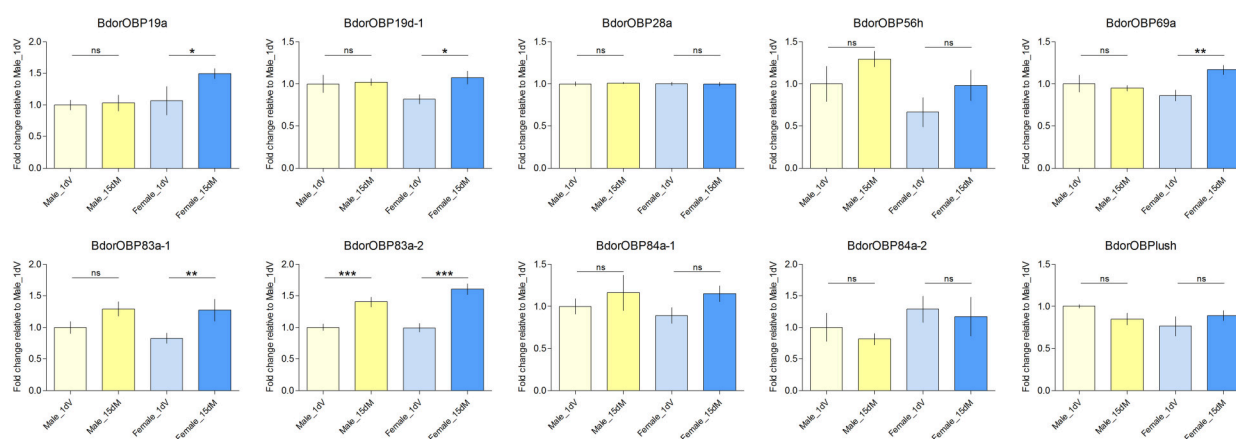 BdorOBP19a
Fold change relative to Male_1dV
2.0
1.5
1.0
0.5
0.0
ns
*
Male_1dV
Male_15dM
Female_1dV
Female_15dM
BdorOBP19d-1
Fold change relative to Male_1dV
1.5
1.0
0.5
0.0
ns
*
Male_1dV
Male_15dM
Female_1dV
Female_15dM
BdorOBP28a
Fold change relative to Male_1dV
1.5
1.0
0.5
0.0
ns
ns
Male_1dV
Male_15dM
Female_1dV
Female_15dM
BdorOBP56h
Fold change relative to Male_1dV
1.5
1.0
0.5
0.0
ns
ns
Male_1dV
Male_15dM
Female_1dV
Female_15dM
BdorOBP69a
Fold change relative to Male_1dV
1.5
1.0
0.5
0.0
ns
**
Male_1dV
Male_15dM
Female_1dV
Female_15dM
BdorOBP83a-1
Fold change relative to Male_1dV
2.0
1.5
1.0
0.5
0.0
ns
**
Male_1dV
Male_15dM
Female_1dV
Female_15dM
BdorOBP83a-2
Fold change relative to Male_1dV
2.0
1.5
1.0
0.5
0.0
***
***
Male_1dV
Male_15dM
Female_1dV
Female_15dM
BdorOBP84a-1
Fold change relative to Male_1dV
1.5
1.0
0.5
0.0
ns
ns
Male_1dV
Male_15dM
Female_1dV
Female_15dM
BdorOBP84a-2
Fold change relative to Male_1dV
2.0
1.5
1.0
0.5
0.0
ns
ns
Male_1dV
Male_15dM
Female_1dV
Female_15dM
BdorOBPlush
Fold change relative to Male_1dV
1.5
1.0
0.5
0.0
ns
ns
Male_1dV
Male_15dM
Female_1dV
Female_15dM